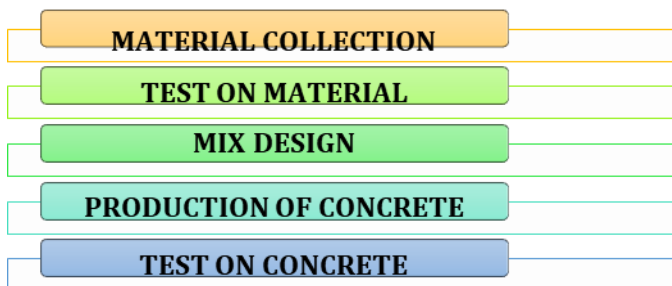 MATERIAL COLLECTION
TEST ON MATERIAL
MIX DESIGN
PRODUCTION OF CONCRETE
TEST ON CONCRETE